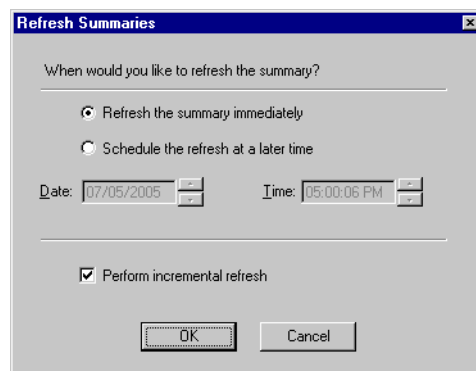 Refresh Summaries
When would you like to refresh the summary?
Refresh the summary immediately
Schedule the refresh at a later time
Date: 07/05/2005 Time: 05:00:06 PM
Perform incremental refresh
OK Cancel